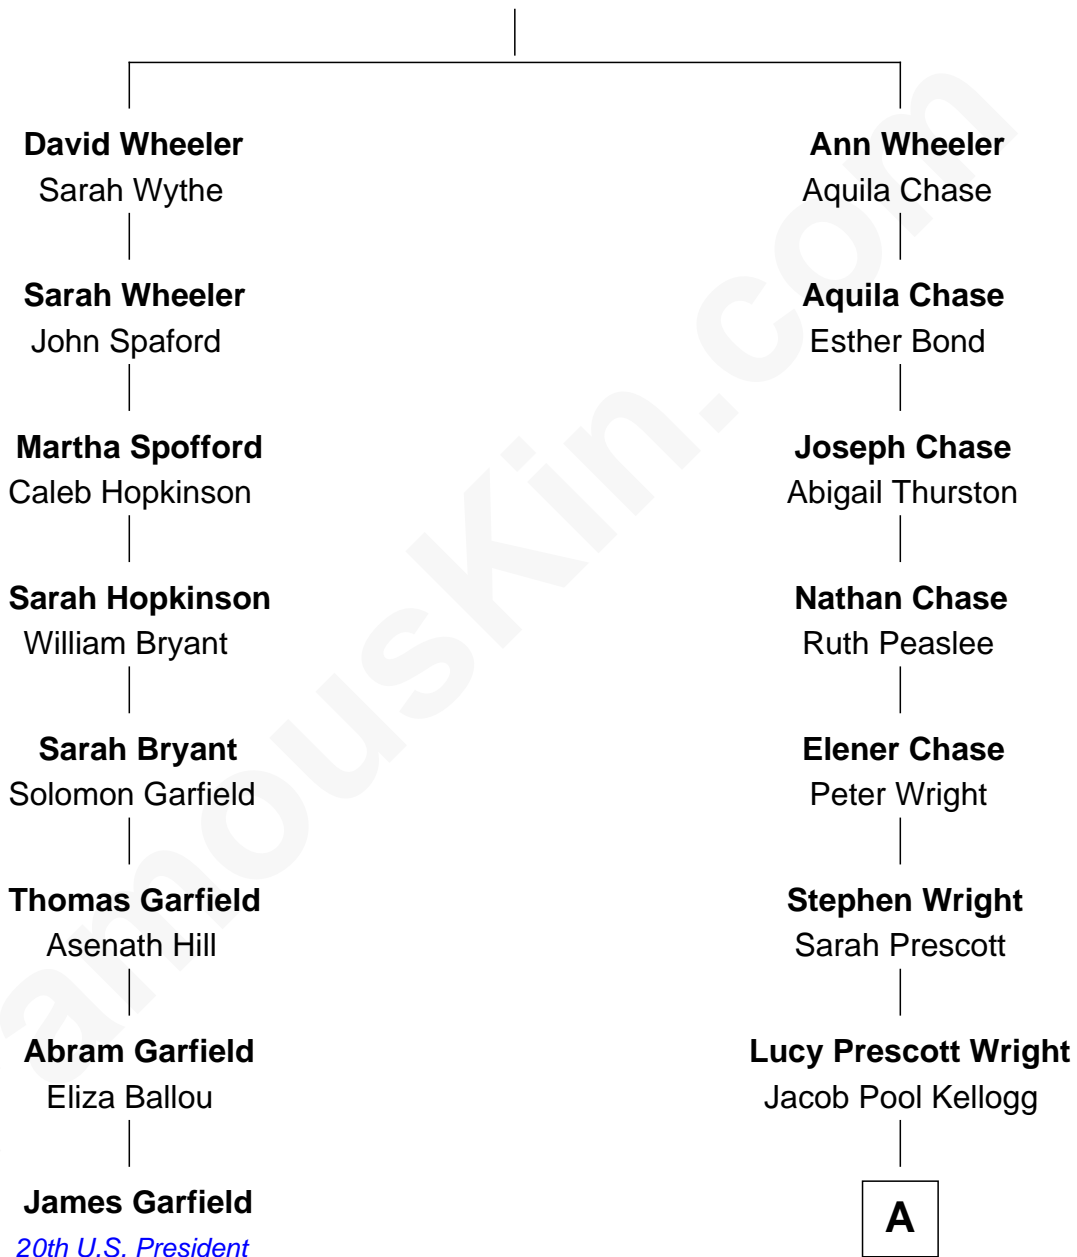 David Wheeler
Sarah Wythe
Sarah Wheeler
John Spaford
Martha Spofford
Caleb Hopkinson
Sarah Hopkinson
William Bryant
Sarah Bryant
Solomon Garfield
Thomas Garfield
Asenath Hill
Abram Garfield
Eliza Ballou
James Garfield
20th U.S. President
Ann Wheeler
Aquila Chase
Aquila Chase
Esther Bond
Joseph Chase
Abigail Thurston
Nathan Chase
Ruth Peaslee
Elener Chase
Peter Wright
Stephen Wright
Sarah Prescott
Lucy Prescott Wright
Jacob Pool Kellogg
A
amouskin.com